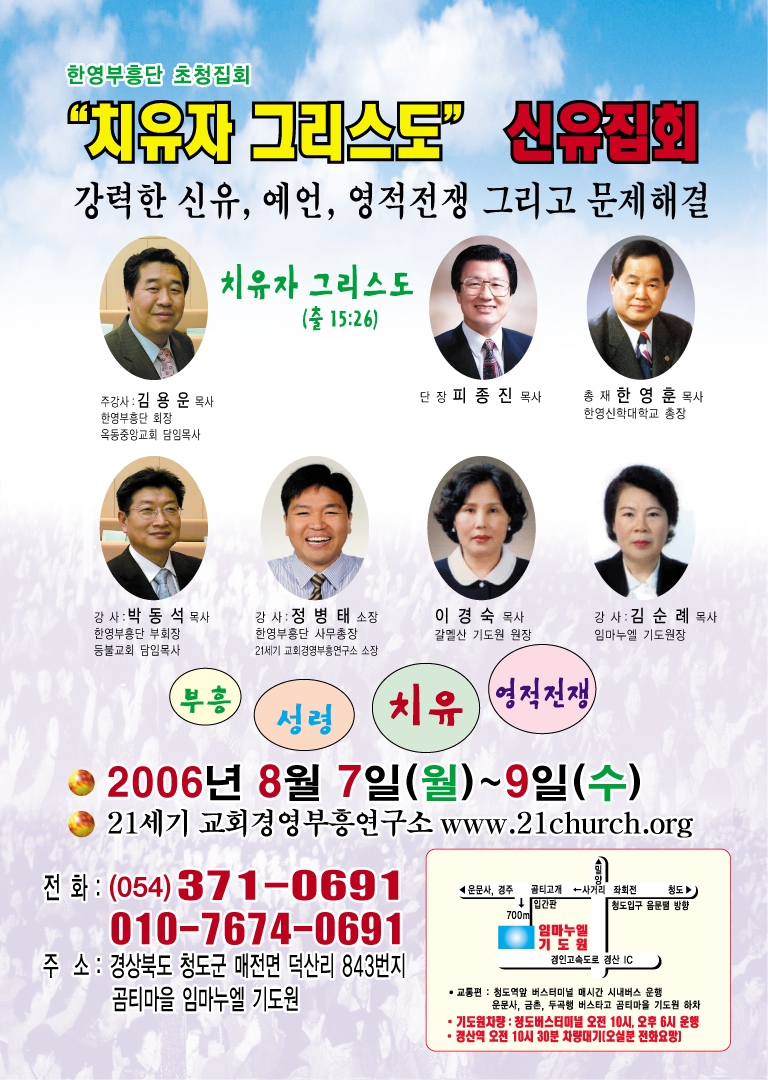 한영부흥단 초청집회
“치유자 그리스도” 신유집회
강력한 신유, 예언, 영적전쟁 그리고 문제해결
치유자 그리스도
(출 15:26)
주강사 : 김 용 운 목사
한영부흥단 회장
옥동중앙교회 담임목사
단 장 피 종 진 목사
총 재 한 영 훈 목사
한영신학대학교 총장
강 사 : 박 동 석 목사
한영부흥단 부회장
등불교회 담임목사
강 사 : 정 병 태 소장
한영부흥단 사무총장
21세기 교회경영부흥연구소 소장
이 경 숙 목사
갈멜산 기도원 원장
강 사 : 김 순 례 목사
임마누엘 기도원장
부흥
성령
치유
영적전쟁
2006년 8월 7일(월)~9일(수)
21세기 교회경영부흥연구소 www.21church.org
전 화 : (054) 371-0691
010-7674-0691
주 소 : 경상북도 청도군 매전면 덕산리 843번지
곰티마을 임마누엘 기도원
밀양
◀운문사, 경주 곰티고개 ←사거리 좌회전 청도▶
↓ 입간판 청도입구 음문탬 방향
700m
임마누엘
기 도 원
경인고속도로 경산 IC
• 교통편 : 청도역앞 버스터미널 매시간 시내버스 운행
운문사, 금촌, 두곡행 버스타고 곰티마을 기도원 하차
• 기도원차량 : 청도버스터미널 오전 10시, 오후 6시 운행
• 경산역 오전 10시 30분 차량대기(오실분 전화요망)